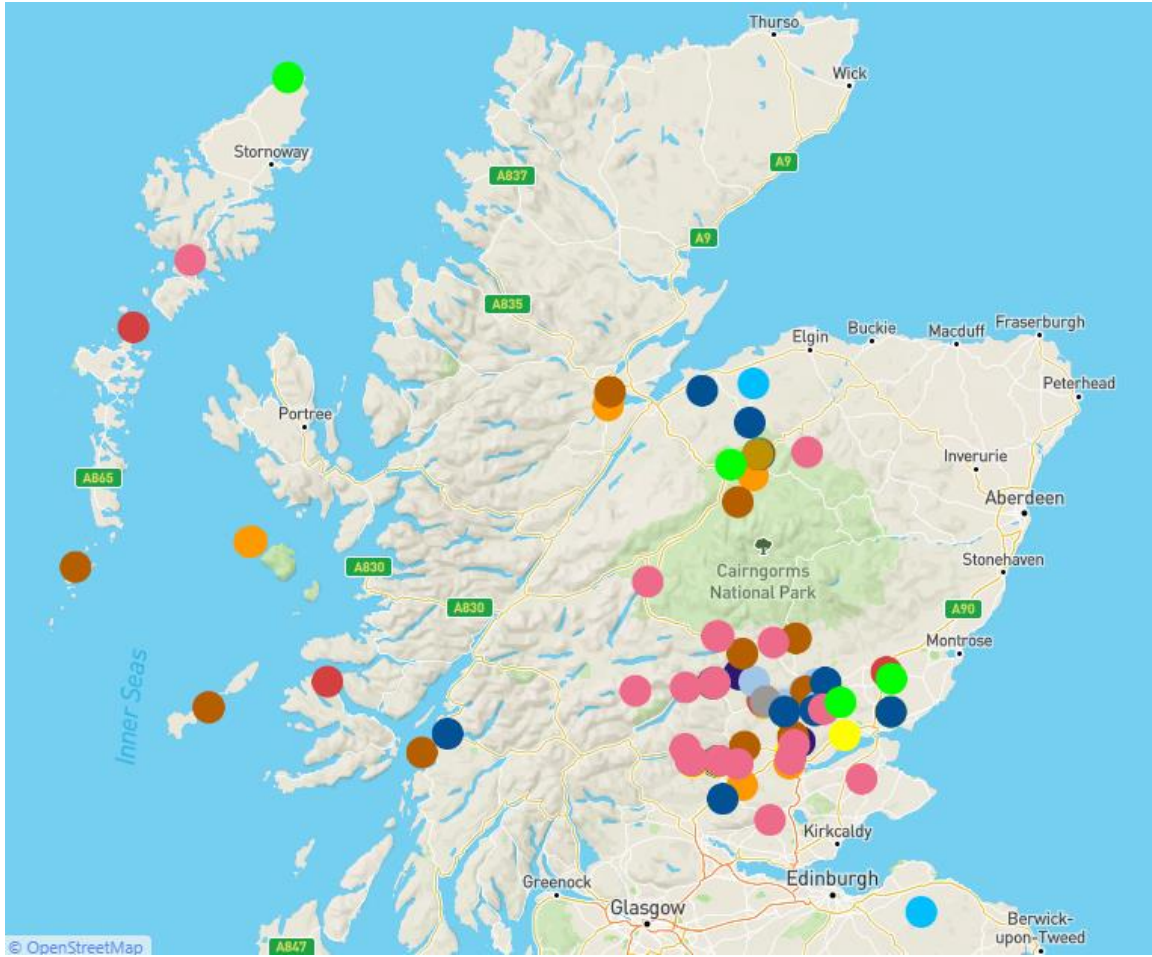 Thurso
Wick
Stornoway
A837
A9
A9
A835
Elgin
Buckie
Macduff
Fraserburgh
Peterhead
Portree
Inverurie
A865
Aberdeen
Stonehaven
A830
Cairngorms
National Park
A830
A90
Montrose
Inner Seas
Kirkcaldy
Greenock
Edinburgh
Glasgow
Berwick-
upon-Tweed
A847
© OpenStreetMap